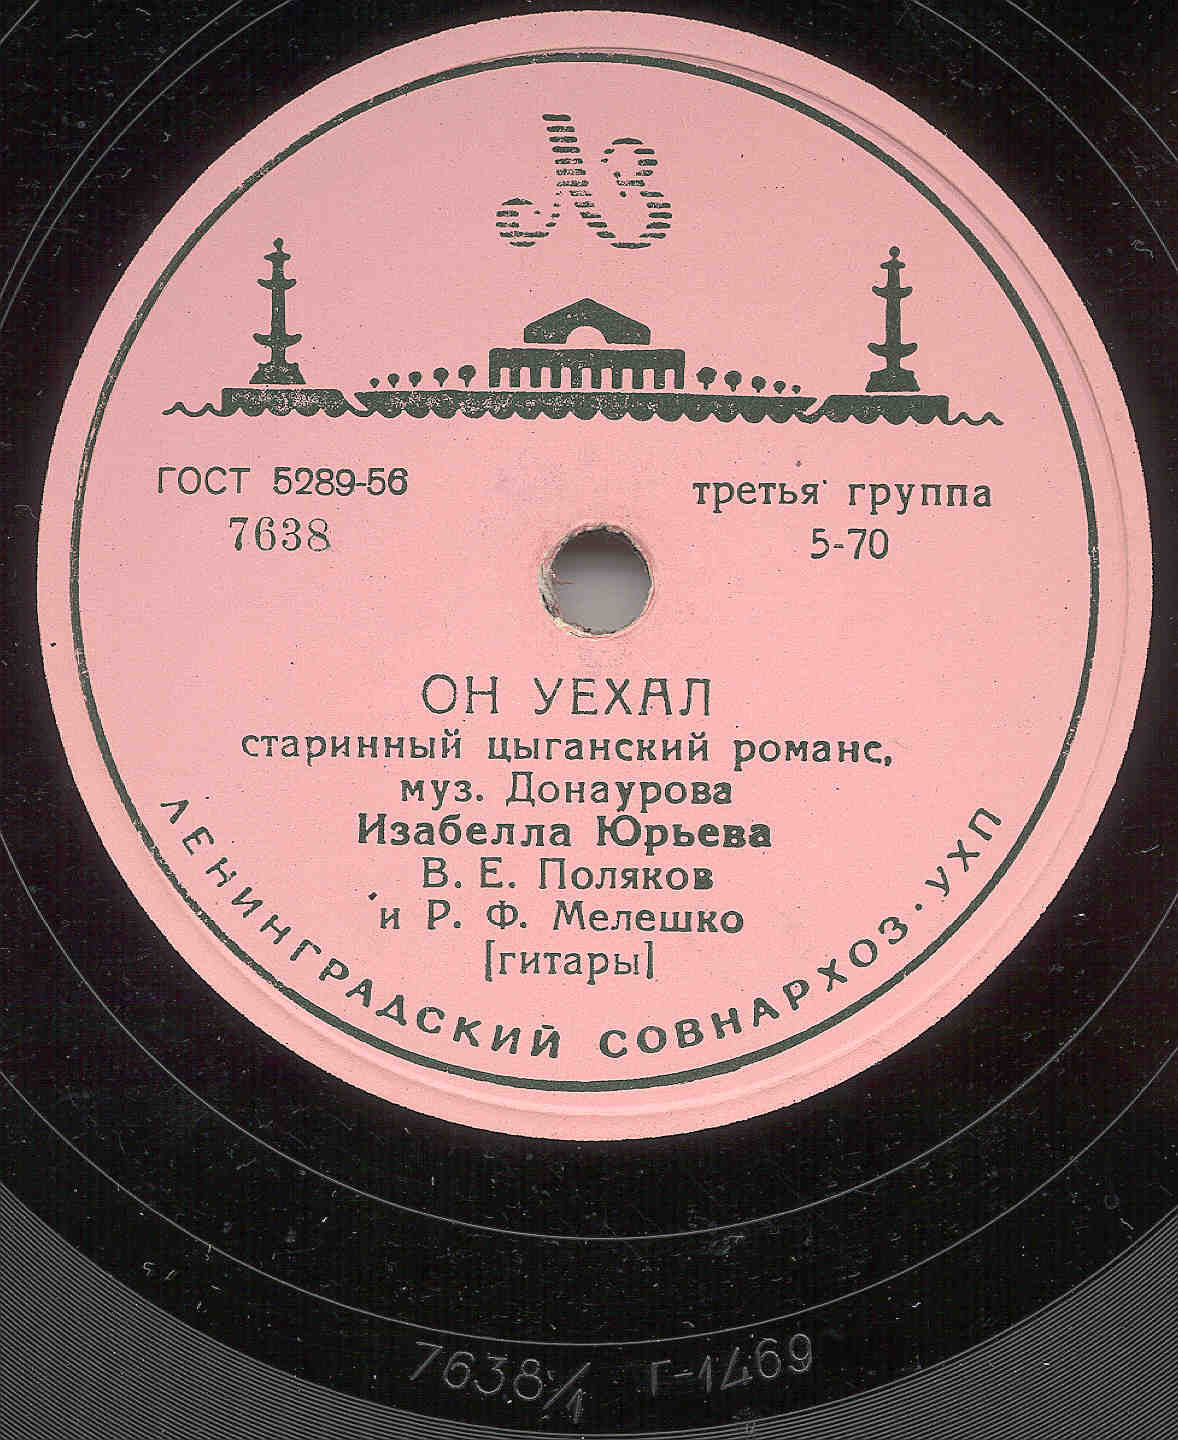 ЛЗ
ГОСТ 5289-56
7638
третья группа
5-70
ОН УЕХАЛ
старинный цыганский романс,
муз. Донаурова
Изабелла Юрьева
В. Е. Поляков
и Р. Ф. Мелешко
[гитары]
ЛЕНИНГРАДСКИЙ СОВНАРХОЗ · УХП
7638/1 Г-1469